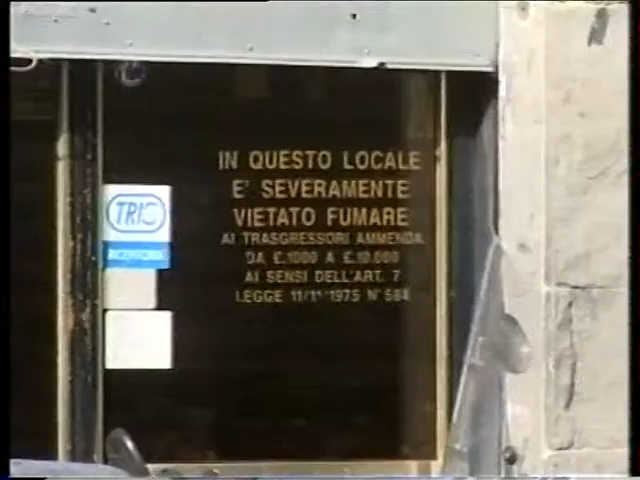 IN QUESTO LOCALE
E' SEVERAMENTE
VIETATO FUMARE
AI TRASGRESSORI AMMENDA
DA £.1000 A £.10.000
AI SENSI DELL'ART. 7
LEGGE 11/11 1975 N° 584
TRIO